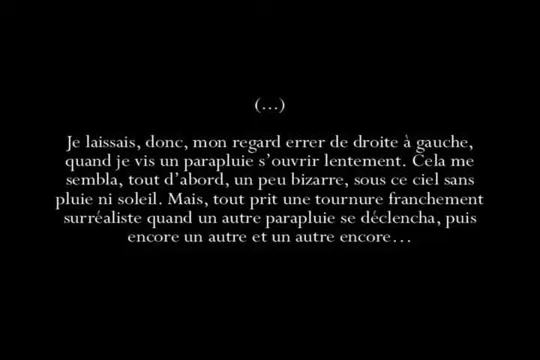 (…)
Je laissais, donc, mon regard errer de droite à gauche,
quand je vis un parapluie s’ouvrir lentement. Cela me
sembla, tout d’abord, un peu bizarre, sous ce ciel sans
pluie ni soleil. Mais, tout prit une tournure franchement
surréaliste quand un autre parapluie se déclencha, puis
encore un autre et un autre encore…